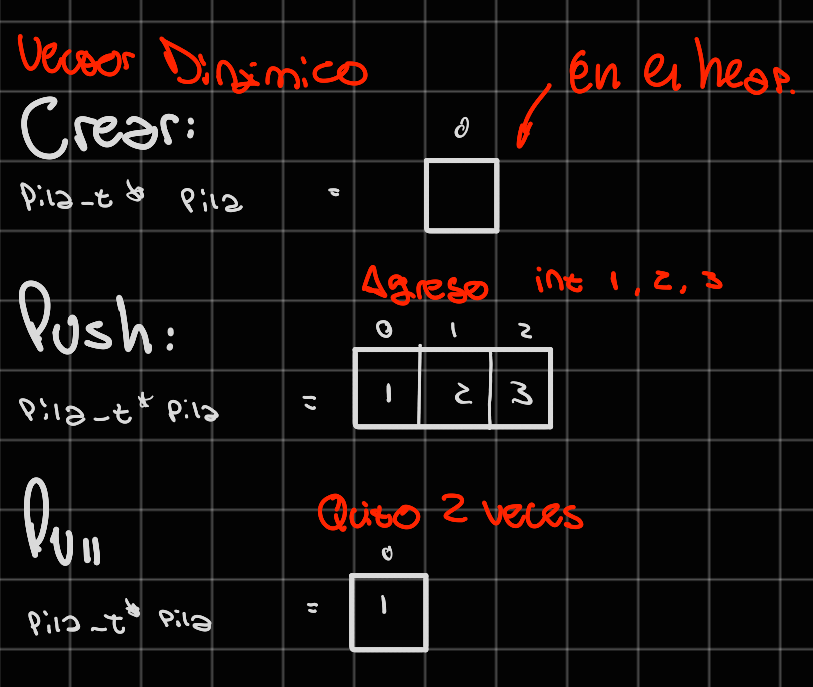 Vector Dinimico
en el heap.
Crear:
0
Pila_t * Pila =
Agrego int 1, 2, 3
Push:
0 1 2
Pila_t* Pila = 1 2 3
Pull
Quito 2 veces
0
Pila_t* Pila = 1